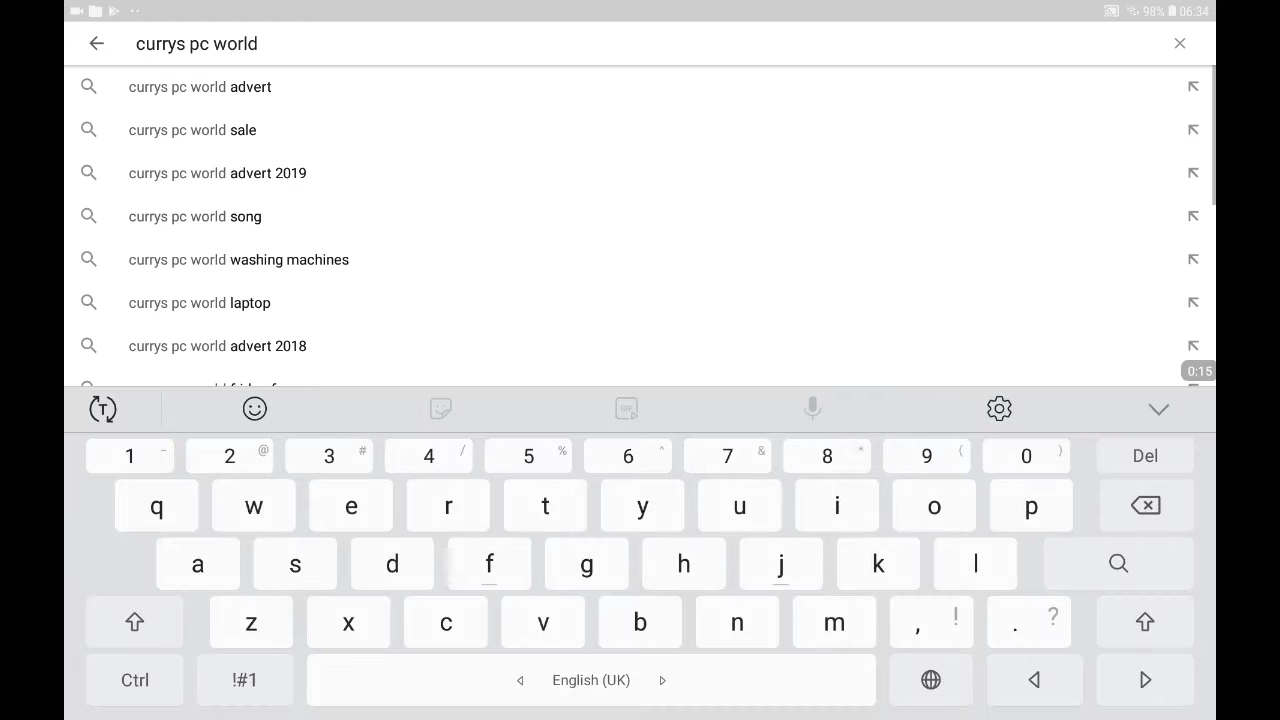 98% 06:34
currys pc world
currys pc world advert
currys pc world sale
currys pc world advert 2019
currys pc world song
currys pc world washing machines
currys pc world laptop
currys pc world advert 2018
0:15
T GIF
1 - 2 @ 3 # 4 / 5 % 6 ^ 7 & 8 * 9 ( 0 ) Del
q w e r t y u i o p
a s d f g h j k l
z x c v b n m , ! . ?
Ctrl !#1 English (UK)